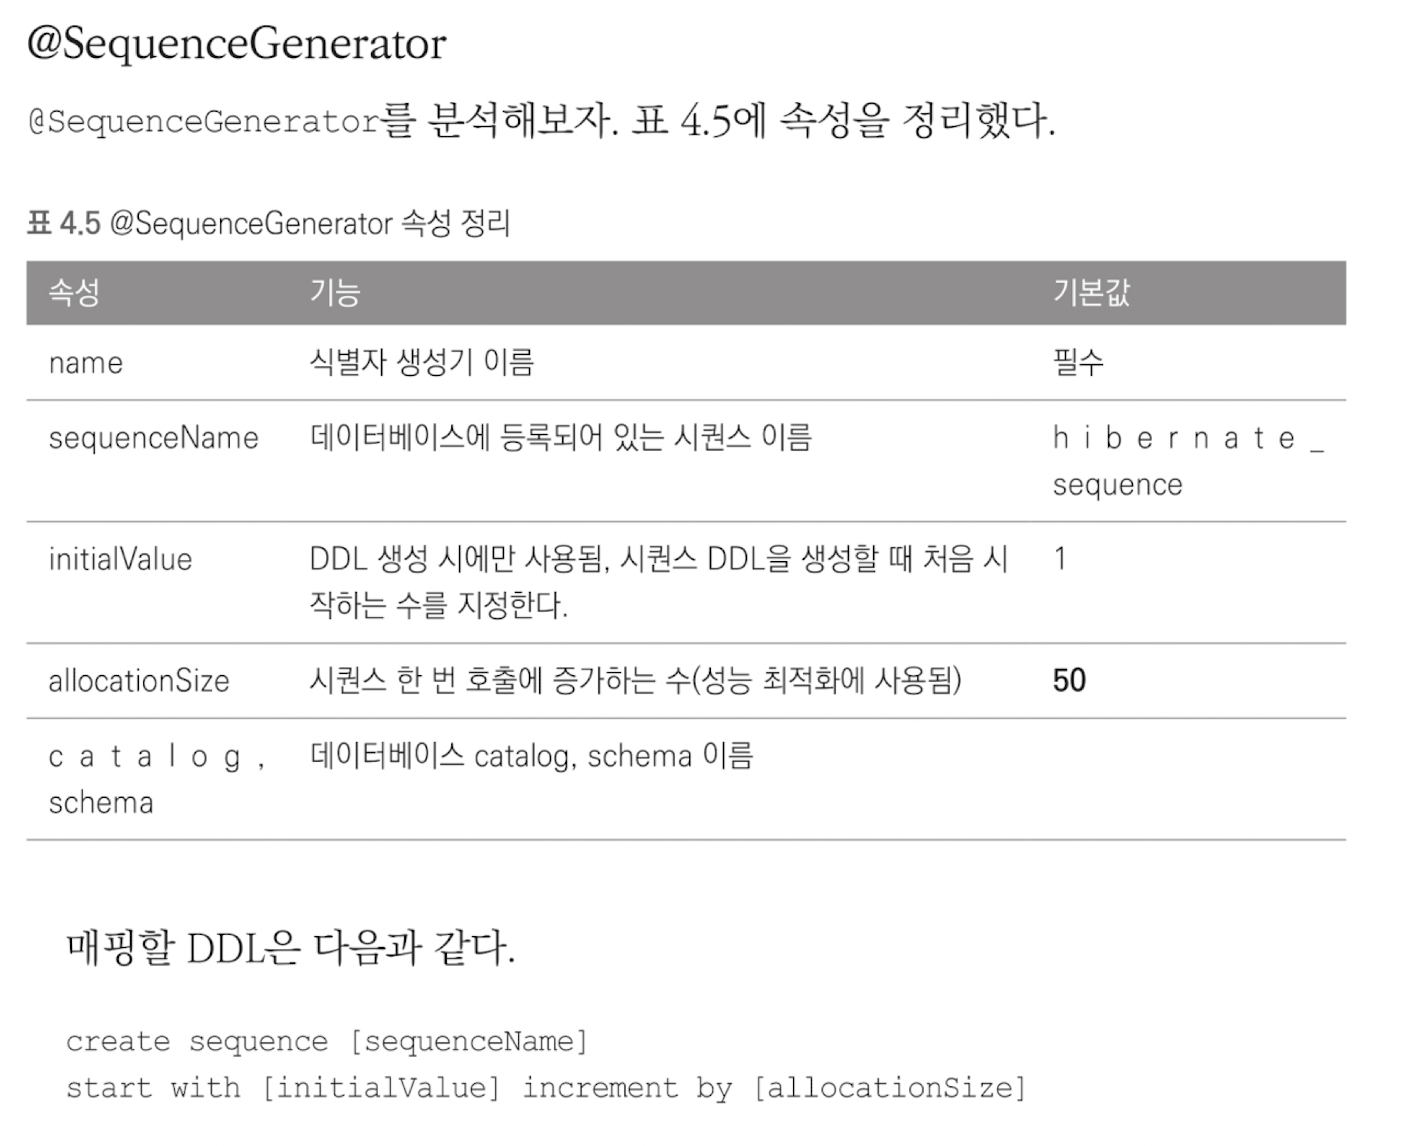 @SequenceGenerator
@SequenceGenerator를 분석해보자. 표 4.5에 속성을 정리했다.
표 4.5 @SequenceGenerator 속성 정리
속성 기능 기본값
name 식별자 생성기 이름 필수
sequenceName 데이터베이스에 등록되어 있는 시퀀스 이름 hibernate_
sequence
initialValue DDL 생성 시에만 사용됨, 시퀀스 DDL을 생성할 때 처음 시 1
작하는 수를 지정한다.
allocationSize 시퀀스 한 번 호출에 증가하는 수(성능 최적화에 사용됨) 50
catalog, 데이터베이스 catalog, schema 이름
schema
매핑할 DDL은 다음과 같다.
create sequence [sequenceName]
start with [initialValue] increment by [allocationSize]